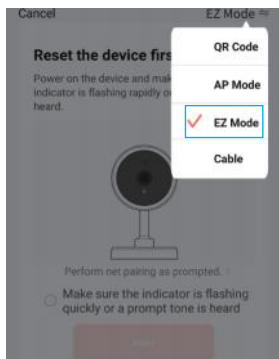 Cancel
EZ Mode
Reset the device firs
Power on the device and mak
indicator is flashing rapidly o
heard.
QR Code
AP Mode
EZ Mode
Cable
Perform net pairing as prompted.
Make sure the indicator is flashing
quickly or a prompt tone is heard
Next